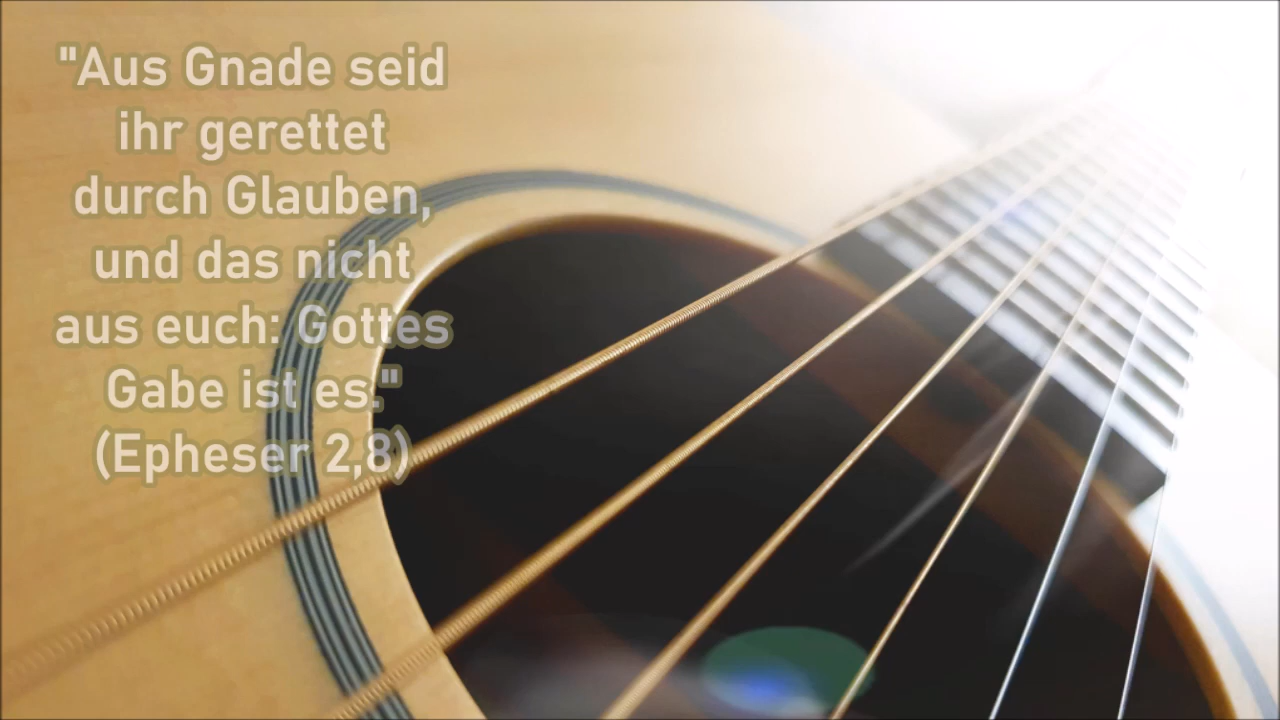 "Aus Gnade seid
ihr gerettet
durch Glauben,
und das nicht
aus euch: Gottes
Gabe ist es."
(Epheser 2,8)